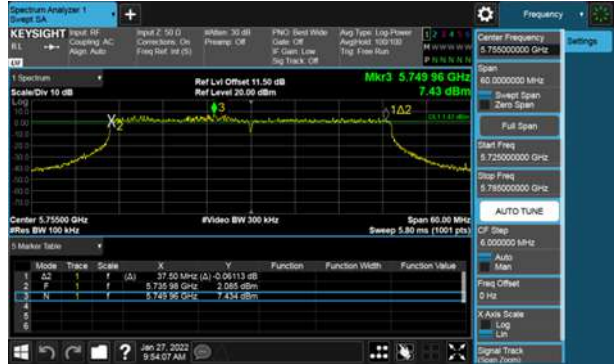 Spectrum Analyzer 1
Swept SA
Frequency
KEYSIGHT
Input: RF
Coupling: AC
Align: Auto
Input Z: 50 Ω
Corrections: On
Freq Ref: Int (S)
#Atten: 30 dB
Preamp: Off
PNO: Best Wide
Gate: Off
IF Gain: Low
Sig Track: Off
Avg Type: Log-Power
Avg|Hold: 100/100
Trig: Free Run
1 2 3 4 5 6
M W W W W W
P N N N N N
Center Frequency
5.755000000 GHz
Settings
Span
60.0000000 MHz
Swept Span
Zero Span
Full Span
Start Freq
5.725000000 GHz
Stop Freq
5.785000000 GHz
AUTO TUNE
CF Step
6.000000 MHz
Auto
Man
Freq Offset
0 Hz
X Axis Scale
Log
Lin
Signal Track
(Span Zoom)
1 Spectrum
Scale/Div 10 dB
Log
Ref Lvl Offset 11.50 dB
Ref Level 20.00 dBm
Mkr3 5.749 96 GHz
7.43 dBm
10.0
0.00
3
X2
1Δ2
Center 5.75500 GHz
#Res BW 100 kHz
#Video BW 300 kHz
Span 60.00 MHz
Sweep 5.80 ms (1001 pts)
5 Marker Table
Mode Trace Scale X Y Function Function Width Function Value
1 Δ2 1 f (Δ) 37.50 MHz (Δ) -0.06113 dB
2 F 1 f 5.735 98 GHz 2.085 dBm
3 N 1 f 5.749 96 GHz 7.434 dBm
4
5
6
Jan 27, 2022
9:54:07 AM